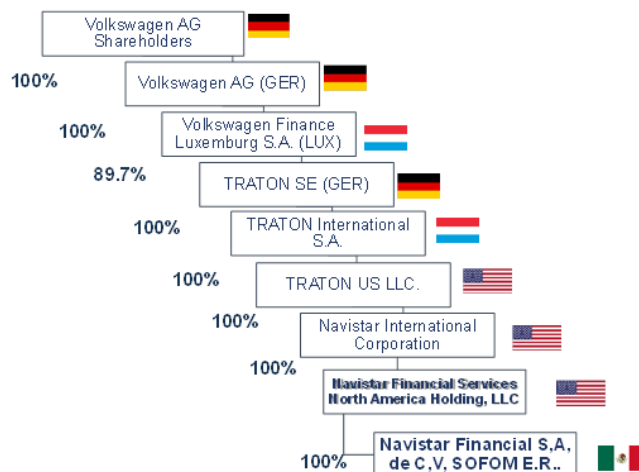 Volkswagen AG
Shareholders
100%
Volkswagen AG (GER)
100%
Volkswagen Finance
Luxemburg S.A. (LUX)
89.7%
TRATON SE (GER)
100%
TRATON International
S.A.
100%
TRATON US LLC.
100%
Navistar International
Corporation
100%
Navistar Financial Services
North America Holding, LLC
100%
Navistar Financial S,A,
de C,V, SOFOM E.R..